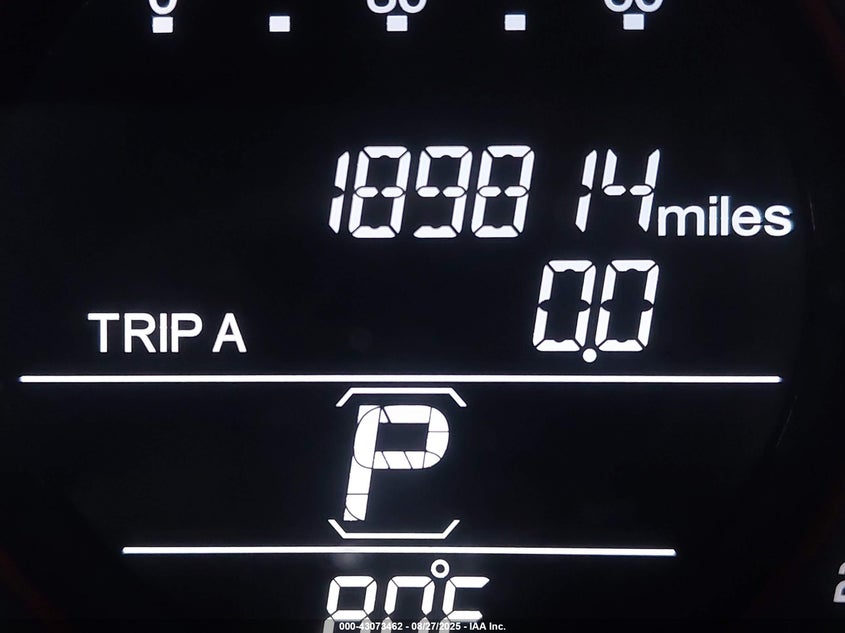 189814 miles
0.0
TRIP A
P
000-43073462 - 08/27/2025 - IAA Inc.